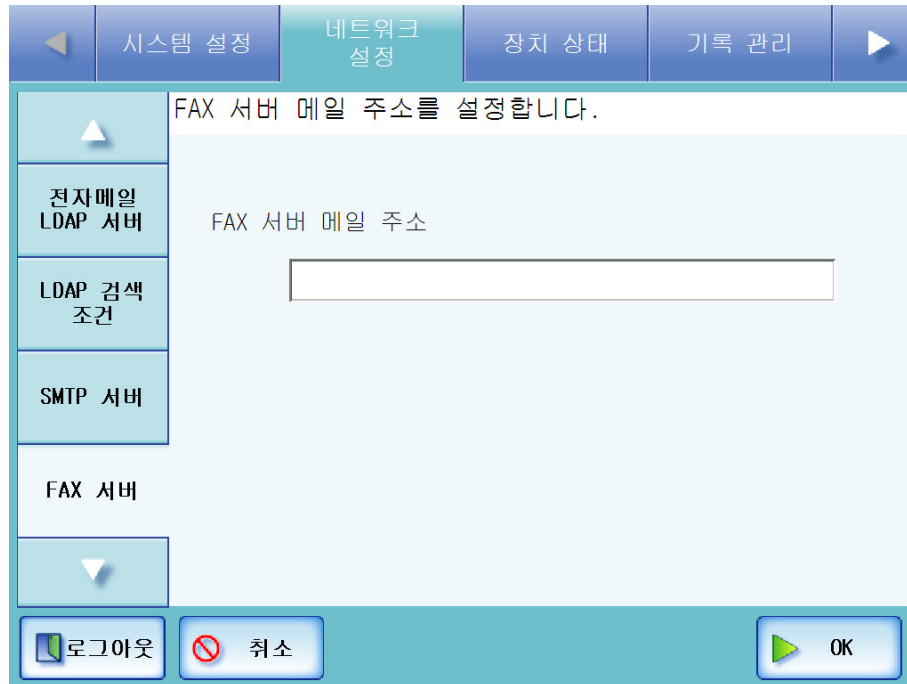 시스템 설정
네트워크
설정
장치 상태
기록 관리
FAX 서버 메일 주소를 설정합니다.
전자메일
LDAP 서버
LDAP 검색
조건
SMTP 서버
FAX 서버
FAX 서버 메일 주소
로그아웃
취소
OK